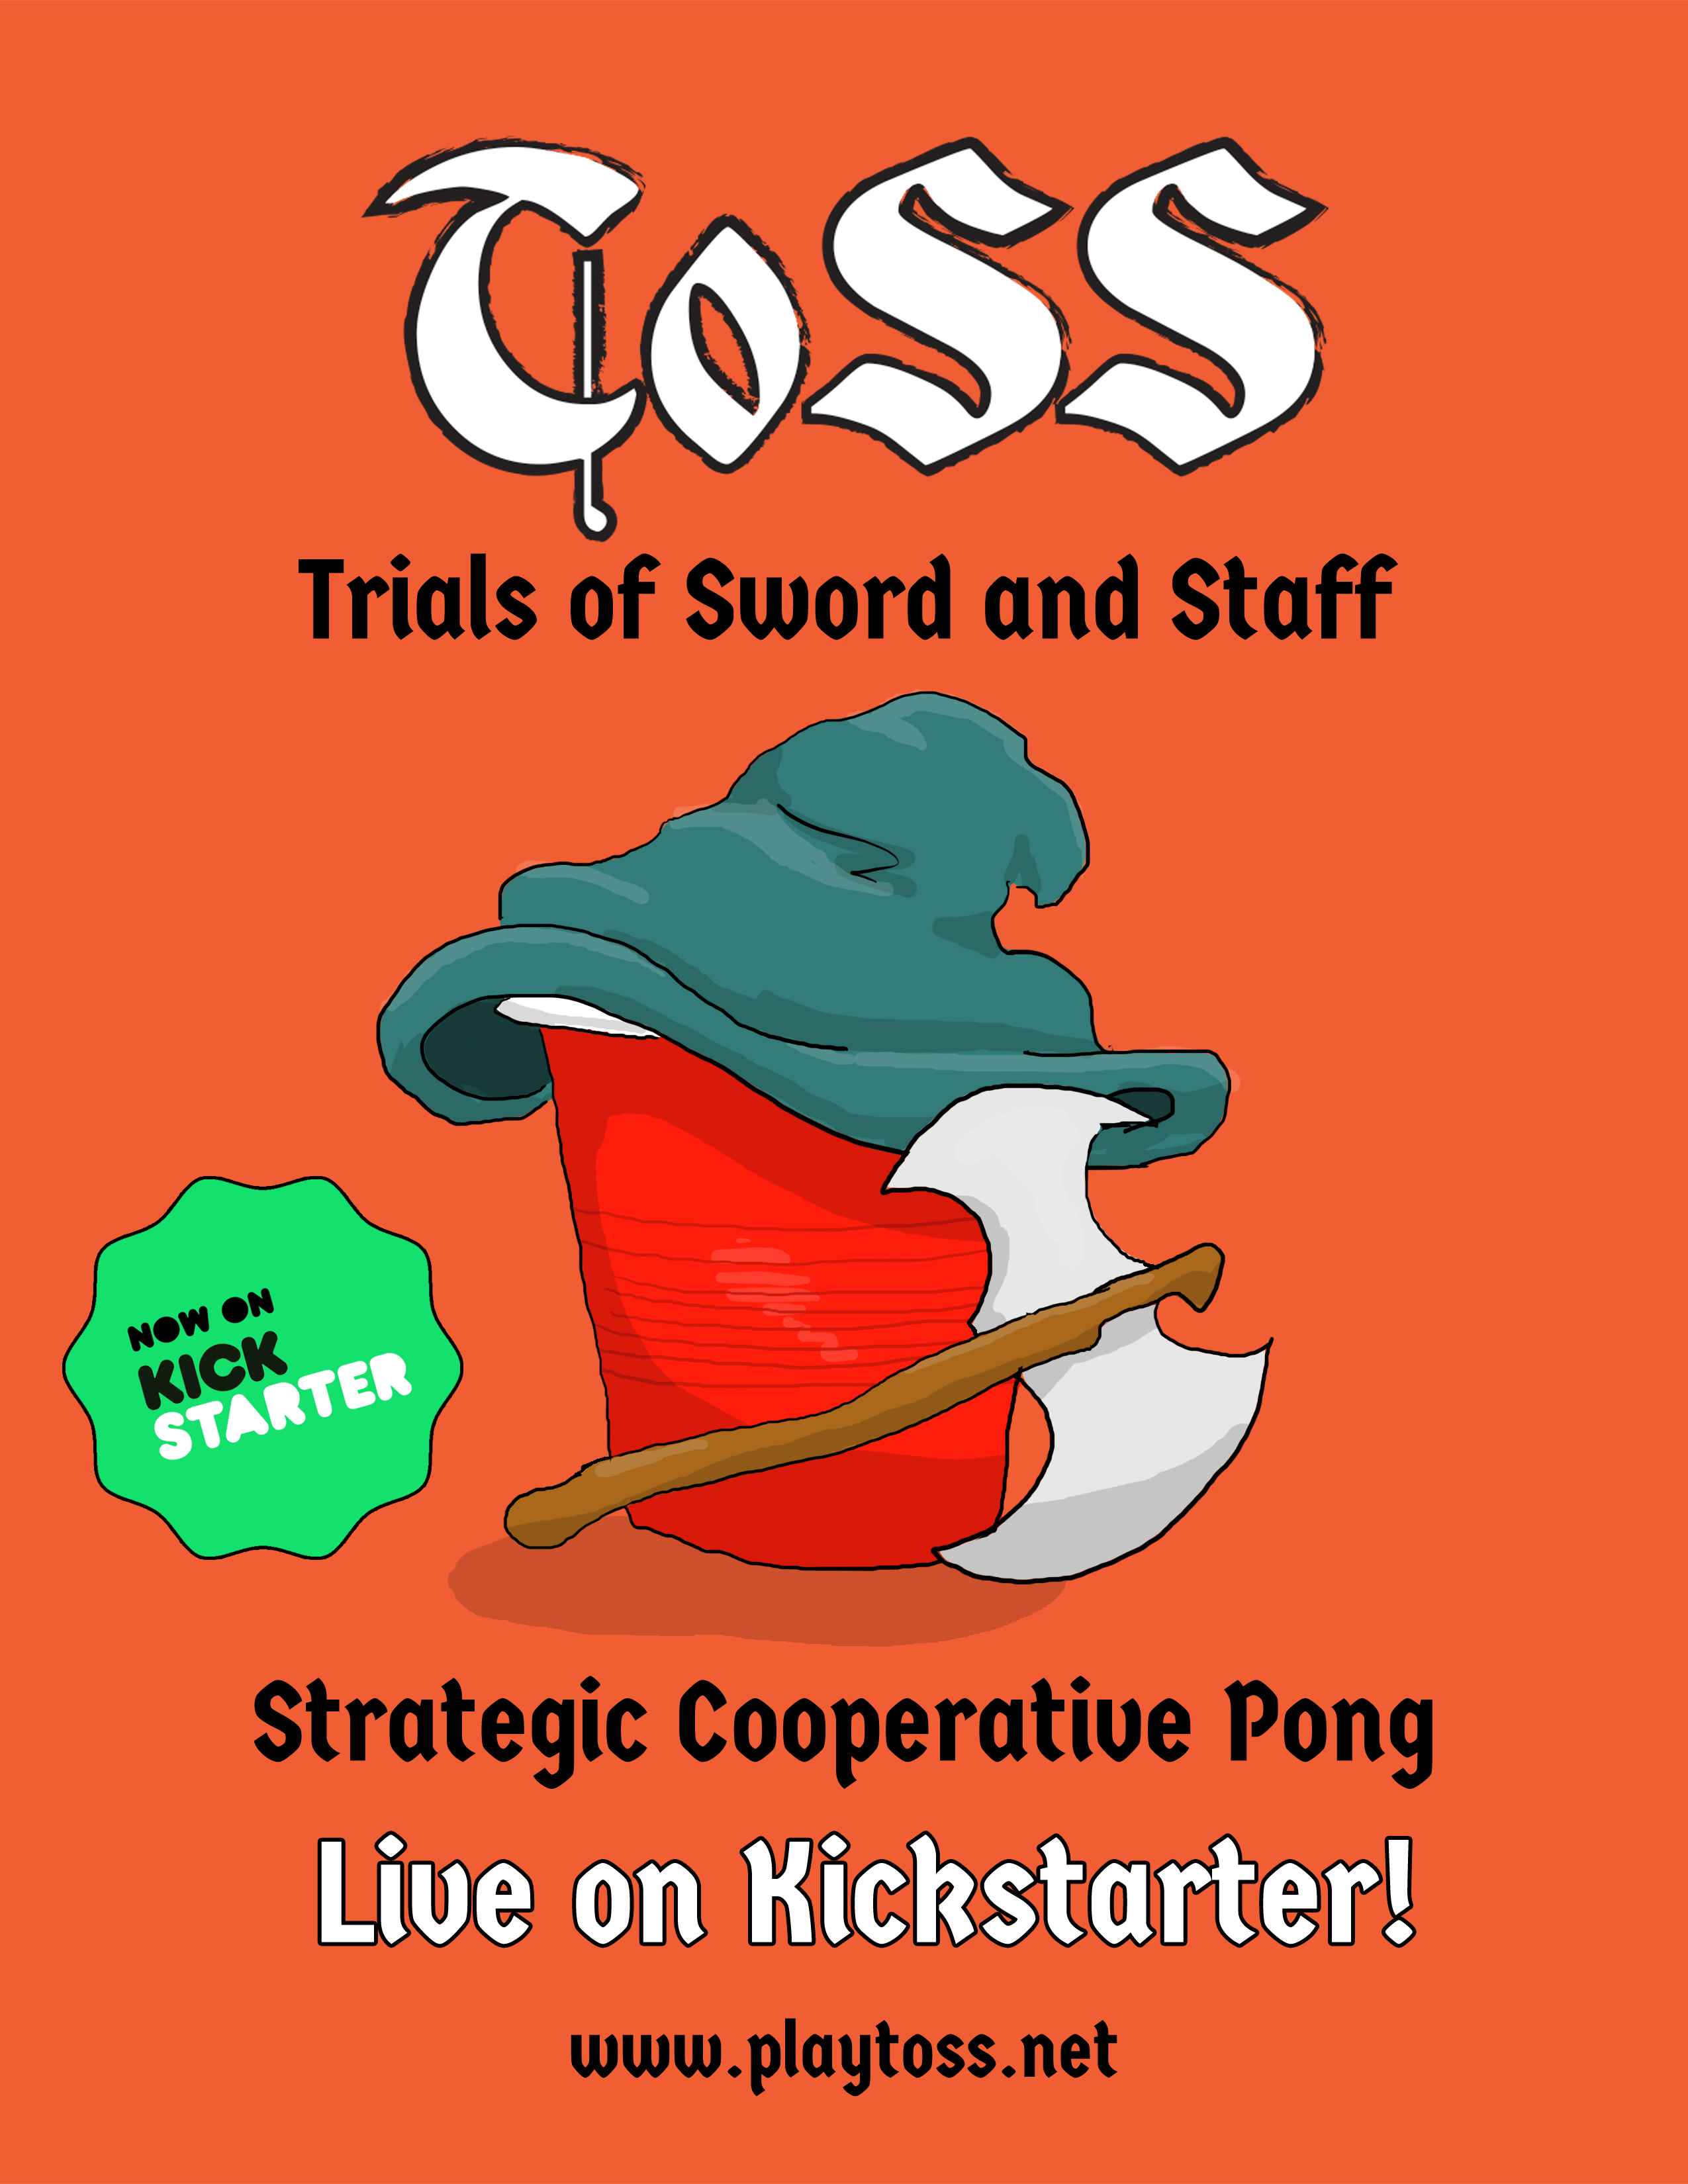 ToSS
Trials of Sword and Staff
NOW ON
KICK
STARTER
Strategic Cooperative Pong
Live on Kickstarter!
www.playtoss.net